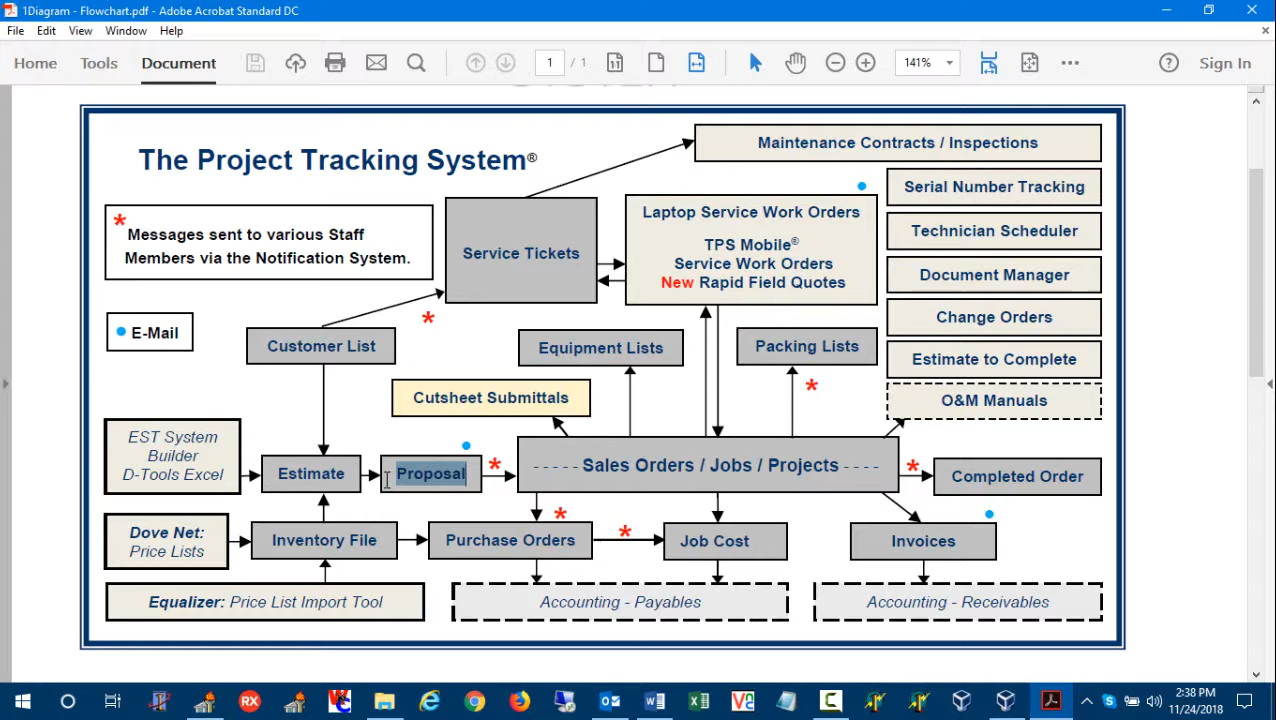 1Diagram - Flowchart.pdf - Adobe Acrobat Standard DC
File Edit View Window Help
Home Tools Document 1 / 1 141% Sign In
The Project Tracking System®
* Messages sent to various Staff
Members via the Notification System.
E-Mail
Maintenance Contracts / Inspections
Service Tickets
Laptop Service Work Orders
TPS Mobile®
Service Work Orders
New Rapid Field Quotes
Serial Number Tracking
Technician Scheduler
Document Manager
Change Orders
Estimate to Complete
O&M Manuals
*
Customer List
Equipment Lists
Packing Lists
*
Cutsheet Submittals
EST System
Builder
D-Tools Excel
Estimate
Proposal
*
- - - - - Sales Orders / Jobs / Projects - - - -
*
Completed Order
Dove Net:
Price Lists
Inventory File
Purchase Orders
*
*
Job Cost
Invoices
Equalizer: Price List Import Tool
Accounting - Payables
Accounting - Receivables
2:38 PM
11/24/2018